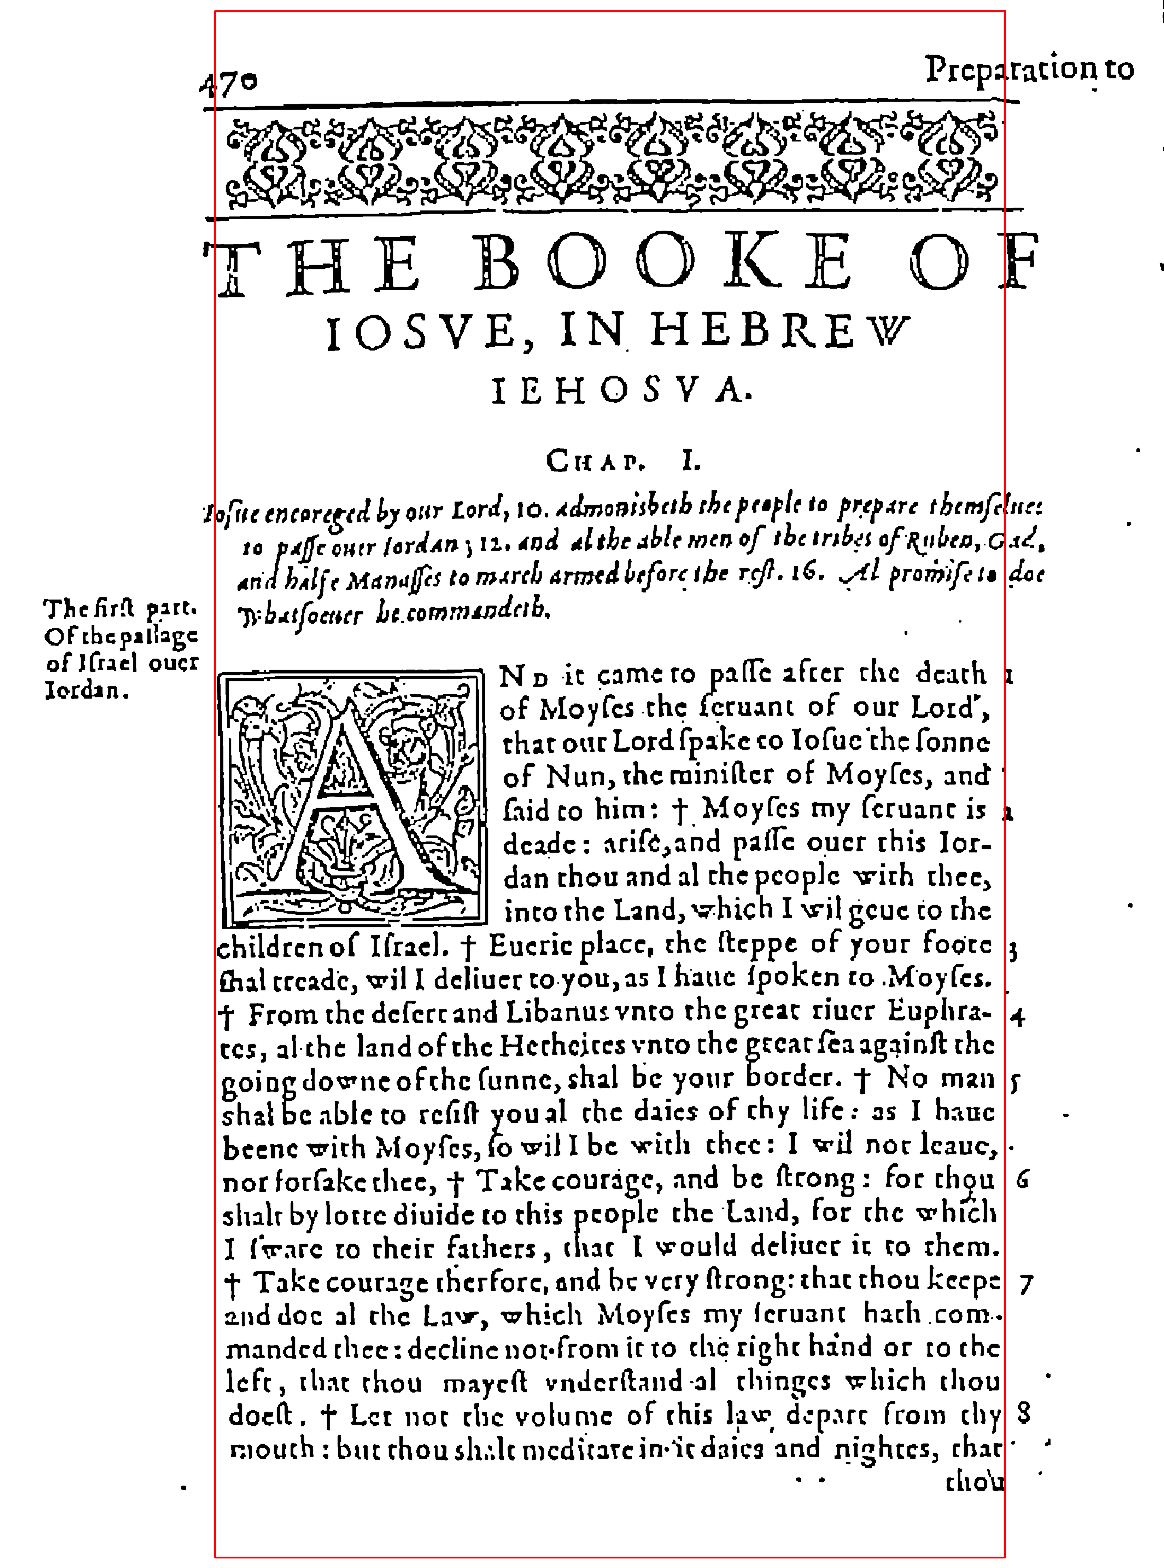 470
Preparation to
THE BOOKE OF
IOSVE, IN HEBREW
IEHOSVA.
CHAP. I.
Ioſue encoreged by our Lord, 10. admonisheth the people to prepare themſelues
to paſſe ouer Iordan; 12. and al the able men of the tribes of Ruben, Gad,
and halfe Manaſſes to march armed before the reſt. 16. Al promiſe to doe
Whatſoeuer he commandeth.
The firſt part.
Of the paſſage
of Iſrael ouer
Iordan.
AND it came to paſſe after the death 1
of Moyſes the ſeruant of our Lord,
that our Lord ſpake to Ioſue the ſonne
of Nun, the miniſter of Moyſes, and
ſaid to him: † Moyſes my ſeruant is 2
deade: ariſe, and paſſe ouer this Ior-
dan thou and al the people with thee,
into the Land, which I wil geue to the
children of Iſrael. † Euerie place, the ſteppe of your foote 3
ſhal treade, wil I deliuer to you, as I haue ſpoken to Moyſes.
† From the deſert and Libanus vnto the great riuer Euphra- 4
tes, al the land of the Hetheites vnto the great ſea againſt the
going downe of the ſunne, shal be your border. † No man 5
shal be able to reſiſt you al the daies of thy life: as I haue
beene with Moyſes, ſo wil I be with thee: I wil not leaue,
nor forſake thee, † Take courage, and be ſtrong: for thou 6
shalt by lotte diuide to this people the Land, for the which
I ſware to their fathers, that I would deliuer it to them.
† Take courage therfore, and be very ſtrong: that thou keepe 7
and doe al the Law, which Moyſes my ſeruant hath com-
manded thee: decline not from it to the right hand or to the
left, that thou mayeſt vnderſtand al thinges which thou
doeſt. † Let not the volume of this law depart from thy 8
mouth: but thou shalt meditate in it daies and nightes, that
thou